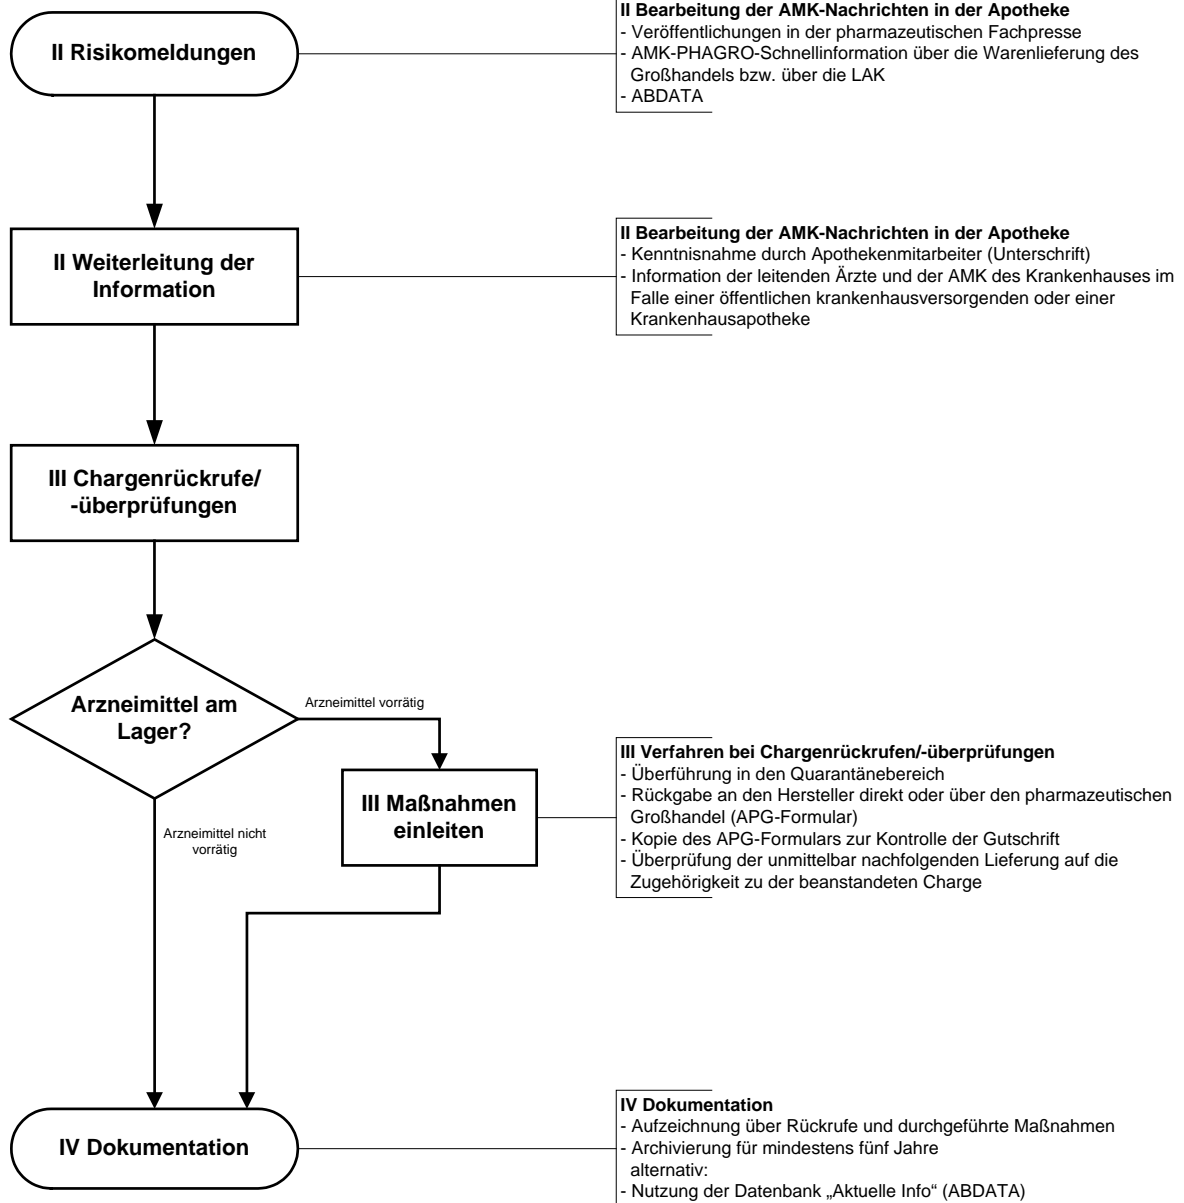 II Risikomeldungen
II Bearbeitung der AMK-Nachrichten in der Apotheke
- Veröffentlichungen in der pharmazeutischen Fachpresse
- AMK-PHAGRO-Schnellinformation über die Warenlieferung des
Großhandels bzw. über die LAK
- ABDATA
II Weiterleitung der
Information
II Bearbeitung der AMK-Nachrichten in der Apotheke
- Kenntnisnahme durch Apothekenmitarbeiter (Unterschrift)
- Information der leitenden Ärzte und der AMK des Krankenhauses im
Falle einer öffentlichen krankenhausversorgenden oder einer
Krankenhausapotheke
III Chargenrückrufe/
-überprüfungen
Arzneimittel am
Lager?
Arzneimittel vorrätig
Arzneimittel nicht
vorrätig
III Maßnahmen
einleiten
III Verfahren bei Chargenrückrufen/-überprüfungen
- Überführung in den Quarantänebereich
- Rückgabe an den Hersteller direkt oder über den pharmazeutischen
Großhandel (APG-Formular)
- Kopie des APG-Formulars zur Kontrolle der Gutschrift
- Überprüfung der unmittelbar nachfolgenden Lieferung auf die
Zugehörigkeit zu der beanstandeten Charge
IV Dokumentation
IV Dokumentation
- Aufzeichnung über Rückrufe und durchgeführte Maßnahmen
- Archivierung für mindestens fünf Jahre
alternativ:
- Nutzung der Datenbank „Aktuelle Info“ (ABDATA)